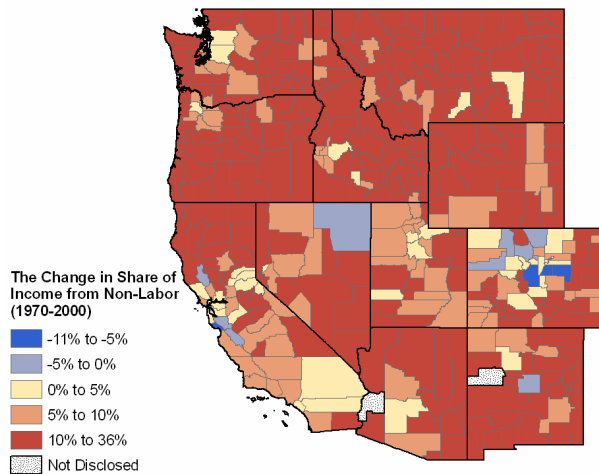 The Change in Share of
Income from Non-Labor
(1970-2000)
-11% to -5%
-5% to 0%
0% to 5%
5% to 10%
10% to 36%
Not Disclosed